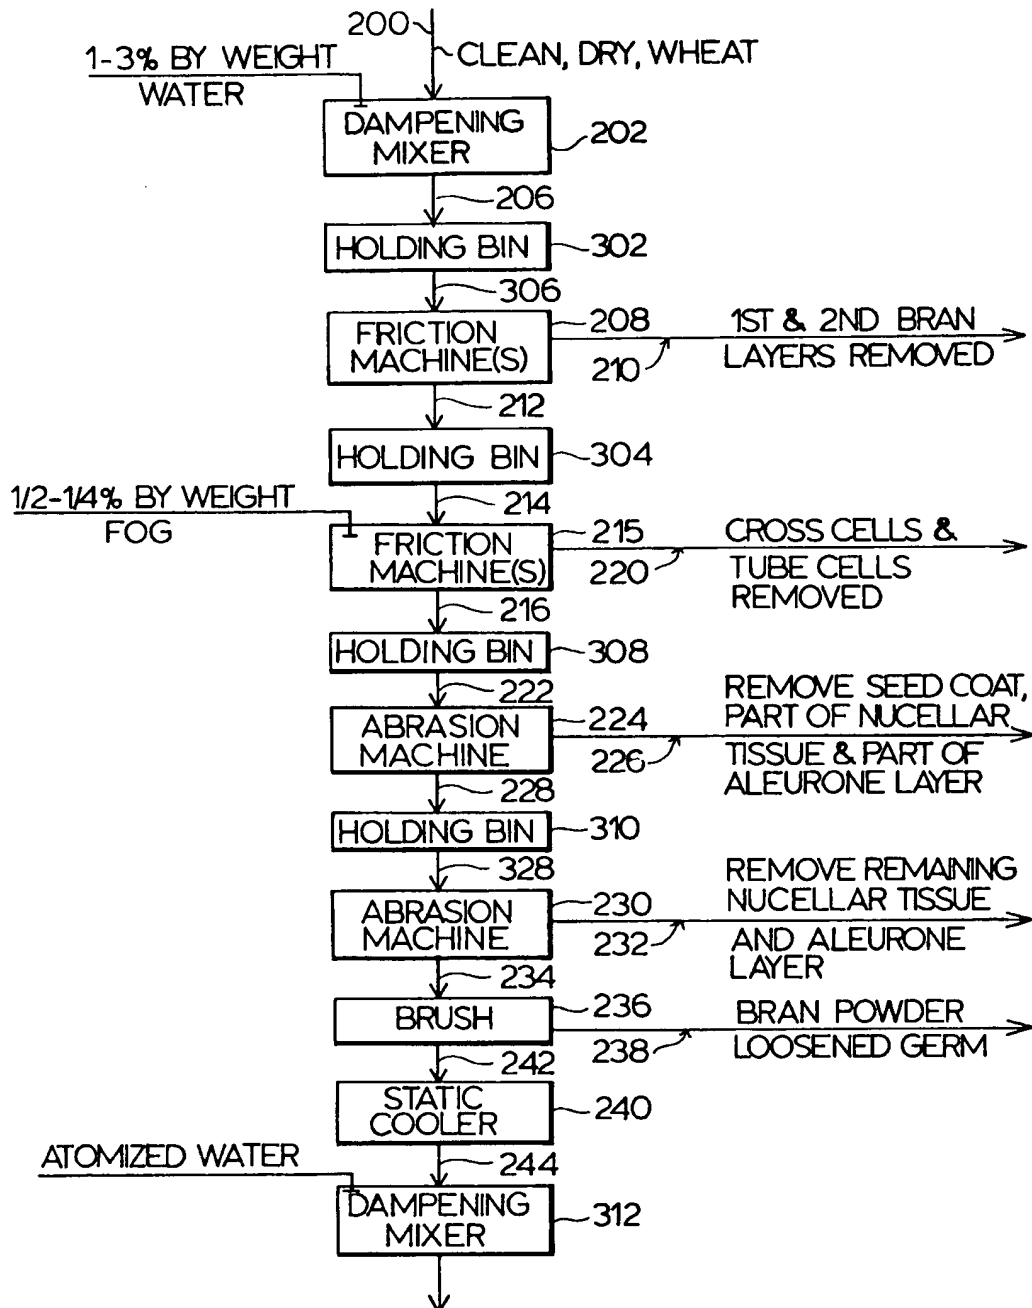 200
CLEAN, DRY, WHEAT
1-3% BY WEIGHT
WATER
DAMPENING
MIXER
202
206
HOLDING BIN
302
306
FRICTION
MACHINE(S)
208
210
1ST & 2ND BRAN
LAYERS REMOVED
212
HOLDING BIN
304
214
1/2-1/4% BY WEIGHT
FOG
FRICTION
MACHINE(S)
215
220
CROSS CELLS &
TUBE CELLS
REMOVED
216
HOLDING BIN
308
222
ABRASION
MACHINE
224
226
REMOVE SEED COAT,
PART OF NUCELLAR
TISSUE & PART OF
ALEURONE LAYER
228
HOLDING BIN
310
328
ABRASION
MACHINE
230
232
REMOVE REMAINING
NUCELLAR TISSUE
AND ALEURONE
LAYER
234
BRUSH
236
238
BRAN POWDER
LOOSENED GERM
242
STATIC
COOLER
240
244
ATOMIZED WATER
DAMPENING
MIXER
312